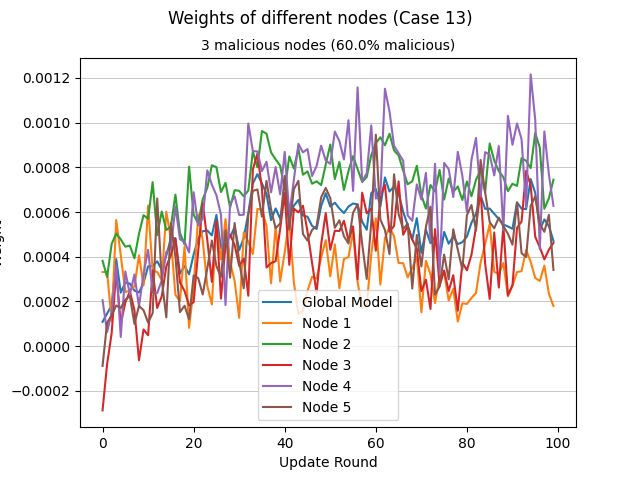 Weights of different nodes (Case 13)
3 malicious nodes (60.0% malicious)
0.0012
0.0010
0.0008
0.0006
0.0004
0.0002
0.0000
−0.0002
0
20
40
60
80
100
Update Round
Global Model
Node 1
Node 2
Node 3
Node 4
Node 5